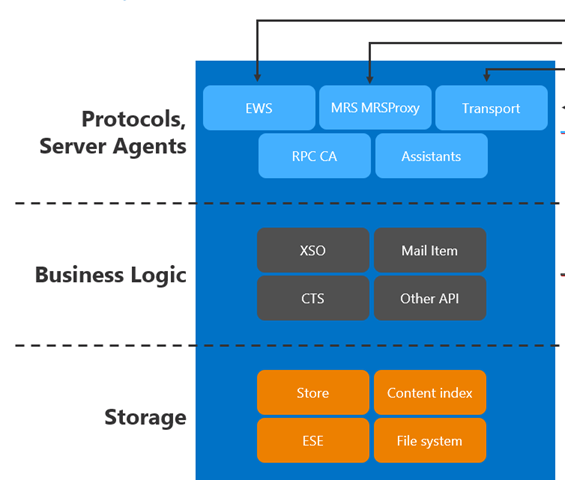 EWS
MRS MRSProxy
Transport
Protocols,
Server Agents
RPC CA
Assistants
XSO
Mail Item
Business Logic
CTS
Other API
Store
Content index
Storage
ESE
File system